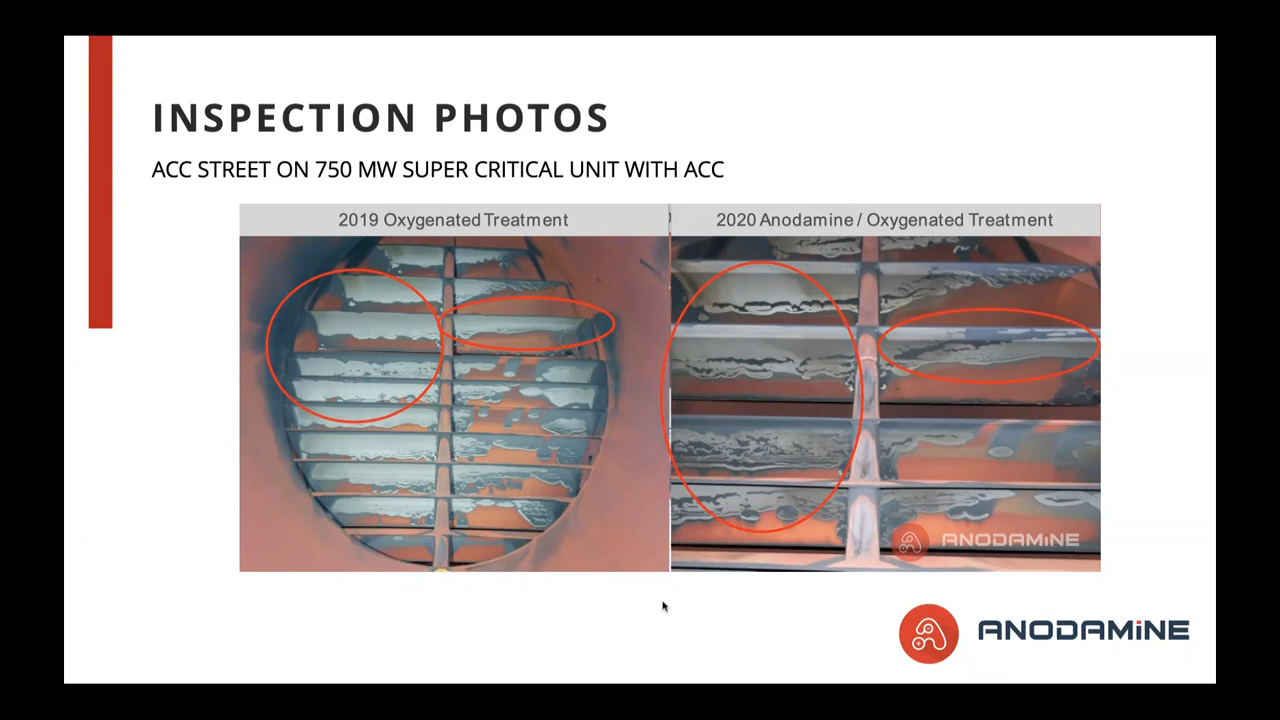 INSPECTION PHOTOS
ACC STREET ON 750 MW SUPER CRITICAL UNIT WITH ACC
2019 Oxygenated Treatment
2020 Anodamine / Oxygenated Treatment
ANODAMiNE
ANODAMiNE